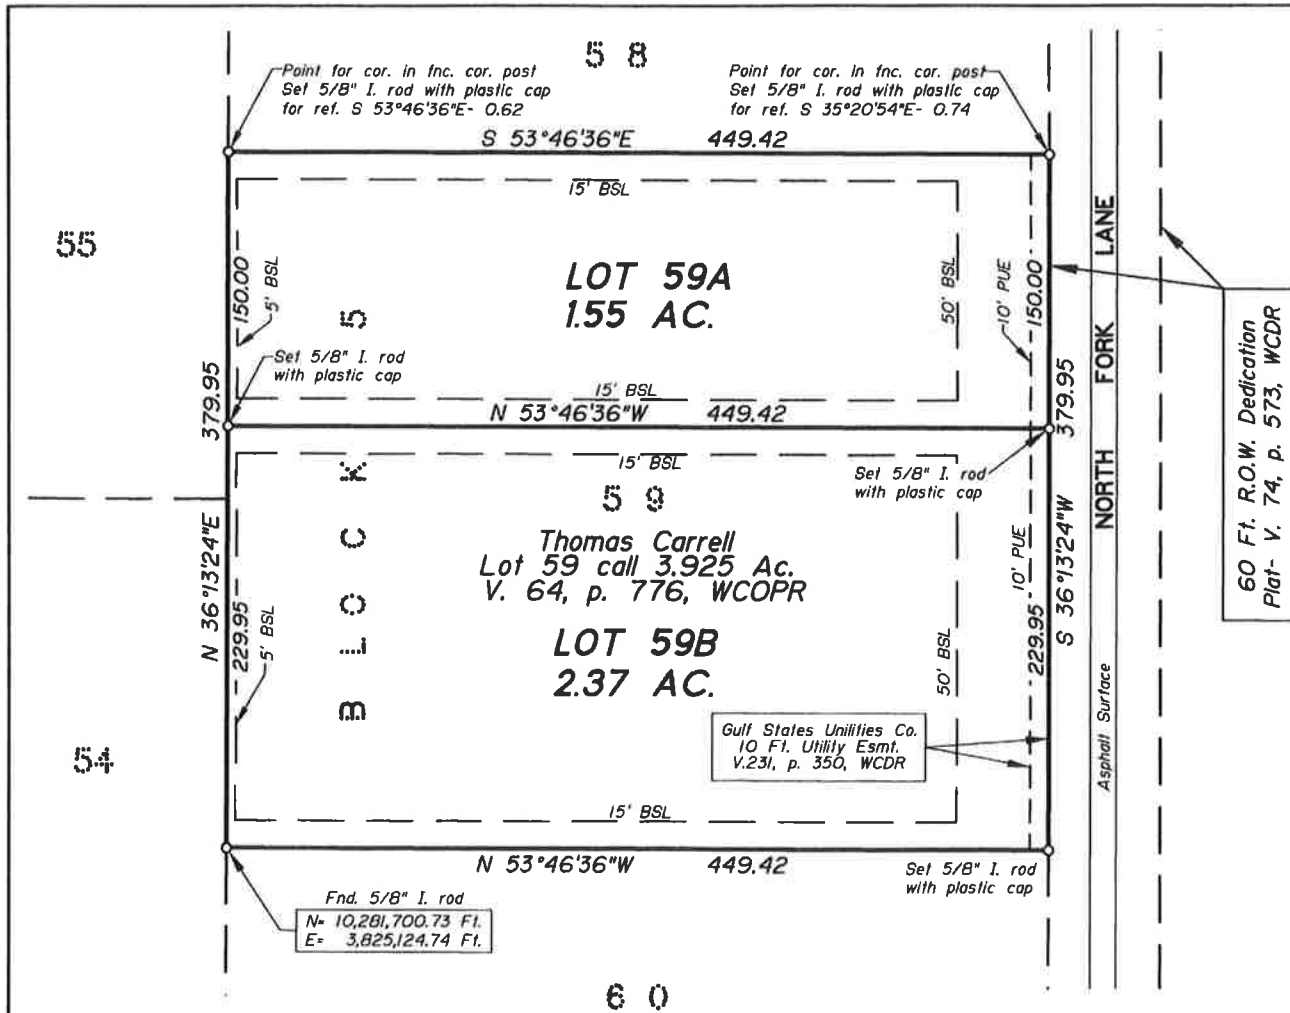 5 8
Point for cor. in fnc. cor. post
Set 5/8" I. rod with plastic cap
for ref. S 53°46'36"E- 0.62
Point for cor. in fnc. cor. post
Set 5/8" I. rod with plastic cap
for ref. S 35°20'54"E- 0.74
S 53°46'36"E 449.42
15' BSL
55
150.00
5' BSL
LOT 59A
1.55 AC.
50' BSL
10' PUE
150.00
NORTH FORK LANE
60 Ft. R.O.W. Dedication
Plat- V. 74, p. 573, WCDR
Set 5/8" I. rod
with plastic cap
379.95
379.95
15' BSL
N 53°46'36"W 449.42
15' BSL
Set 5/8" I. rod
with plastic cap
BLOCK 5
5 9
Thomas Carrell
Lot 59 call 3.925 Ac.
V. 64, p. 776, WCOPR
LOT 59B
2.37 AC.
N 36°13'24"E
229.95
5' BSL
50' BSL
10' PUE
229.95
S 36°13'24"W
Asphalt Surface
54
Gulf States Unilities Co.
10 Ft. Utility Esmt.
V.231, p. 350, WCDR
15' BSL
N 53°46'36"W 449.42
Set 5/8" I. rod
with plastic cap
Fnd. 5/8" I. rod
N= 10,281,700.73 Ft.
E= 3,825,124.74 Ft.
6 0